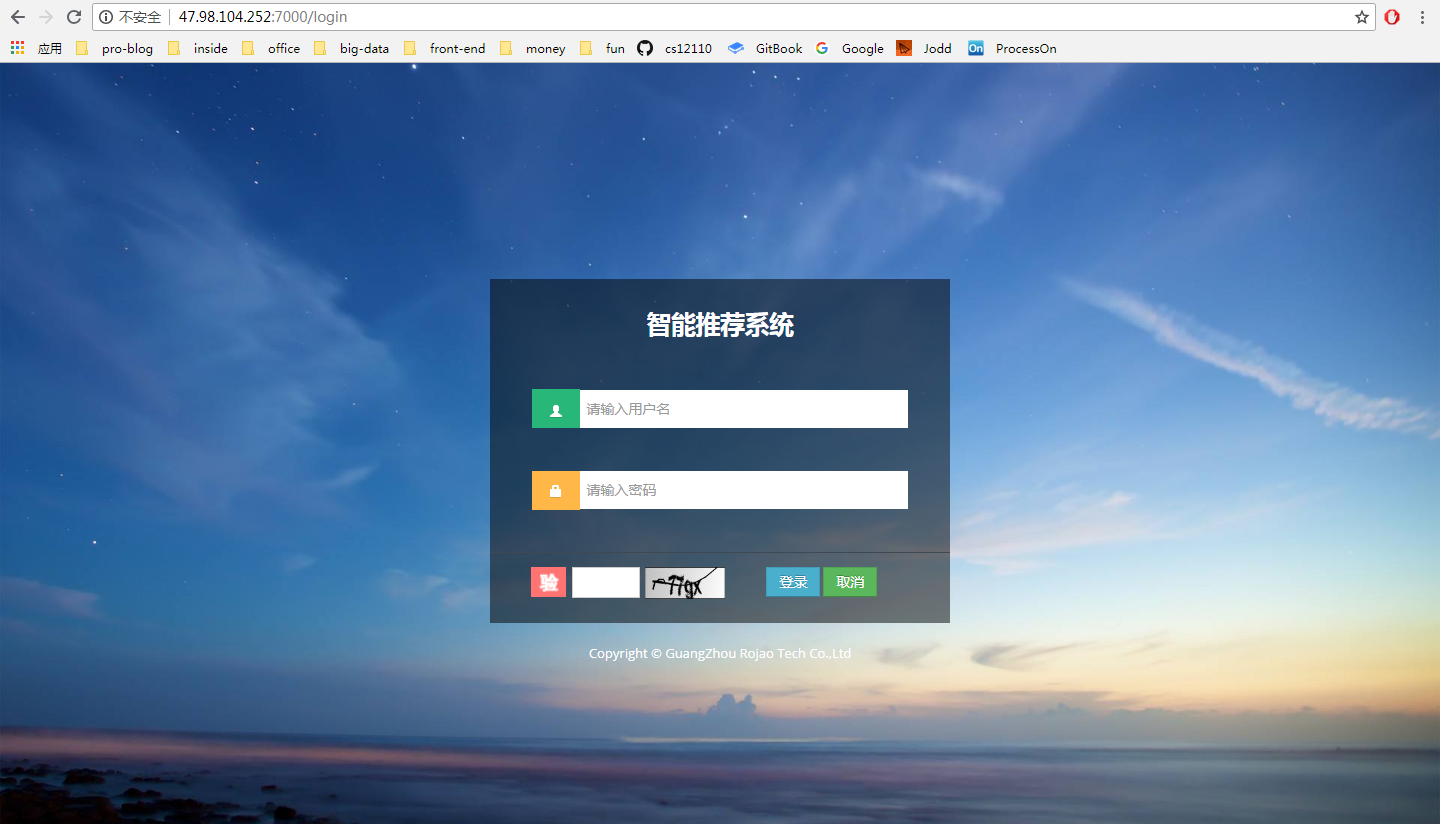 不安全 47.98.104.252:7000/login
应用 pro-blog inside office big-data front-end money fun cs12110 GitBook Google Jodd On ProcessOn
智能推荐系统
请输入用户名
请输入密码
验 登录 取消
Copyright © GuangZhou Rojao Tech Co.,Ltd